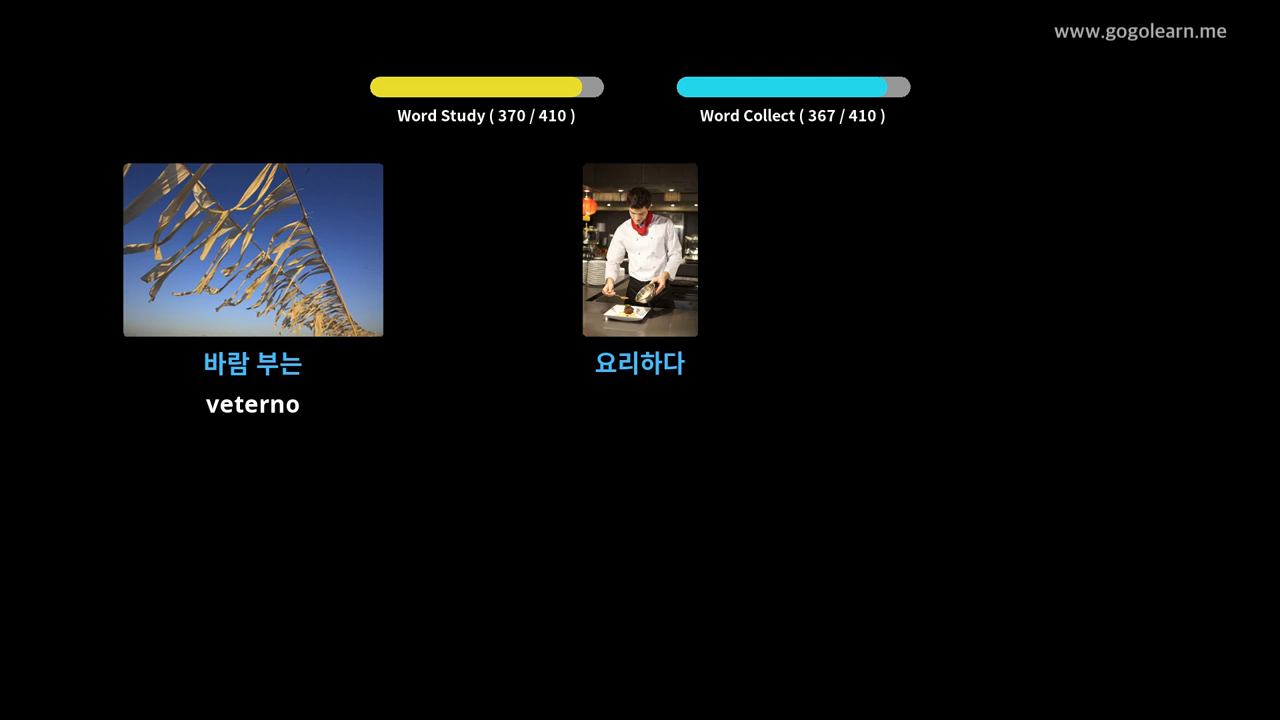 www.gogolearn.me
Word Study ( 370 / 410 )
Word Collect ( 367 / 410 )
바람 부는
veterno
요리하다